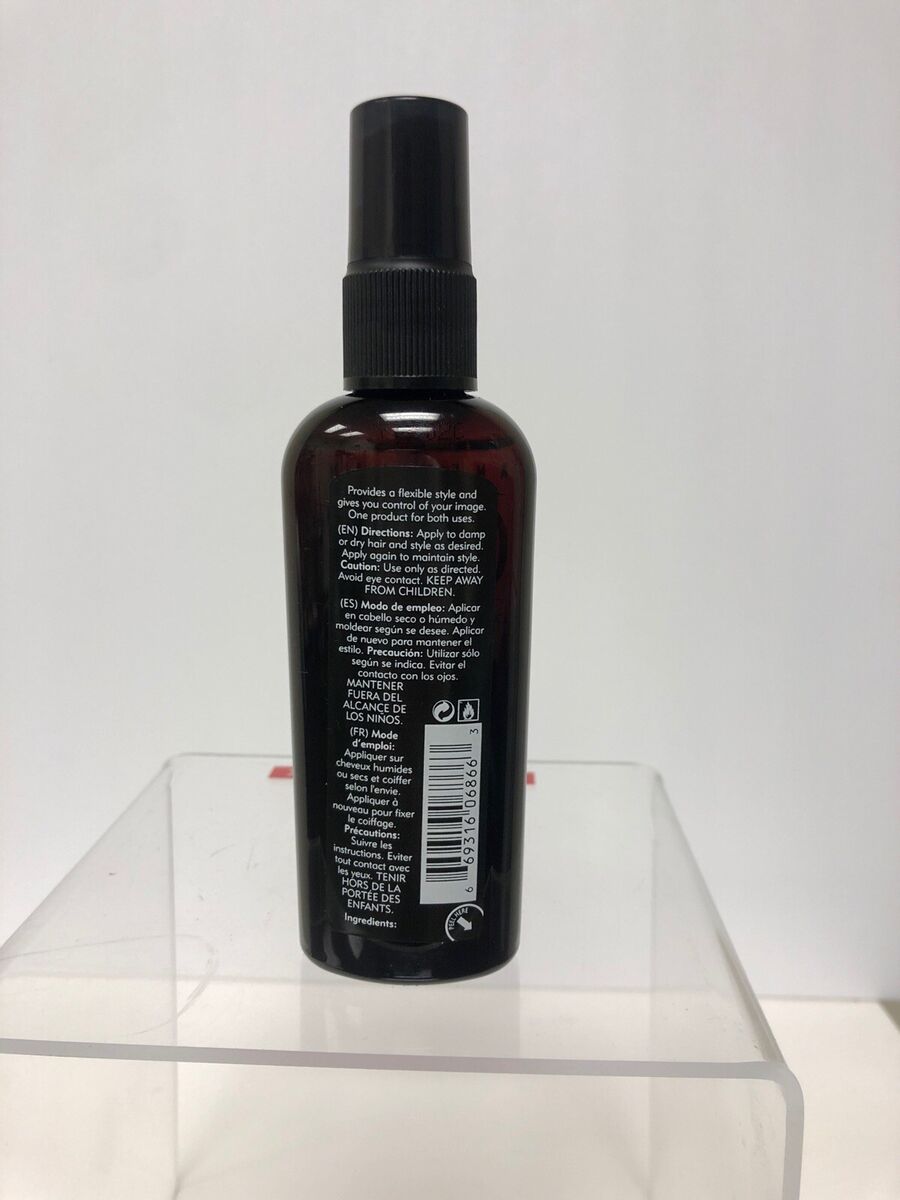 Provides a flexible style and
gives you control of your image.
One product for both uses.
(EN) Directions: Apply to damp
or dry hair and style as desired.
Apply again to maintain style.
Caution: Use only as directed.
Avoid eye contact. KEEP AWAY
FROM CHILDREN.
(ES) Modo de empleo: Aplicar
en cabello seco o húmedo y
moldear según se desee. Aplicar
de nuevo para mantener el
estilo. Precaución: Utilizar sólo
según se indica. Evitar el
contacto con los ojos.
MANTENER
FUERA DEL
ALCANCE DE
LOS NIÑOS.
(FR) Mode
d'emploi:
Appliquer sur
cheveux humides
ou secs et coiffer
selon l'envie.
Appliquer à
nouveau pour fixer
le coiffage.
Précautions:
Suivre les
instructions. Eviter
tout contact avec
les yeux. TENIR
HORS DE LA
PORTÉE DES
ENFANTS.
Ingredients:
6 69316 06866 3
PEEL HERE